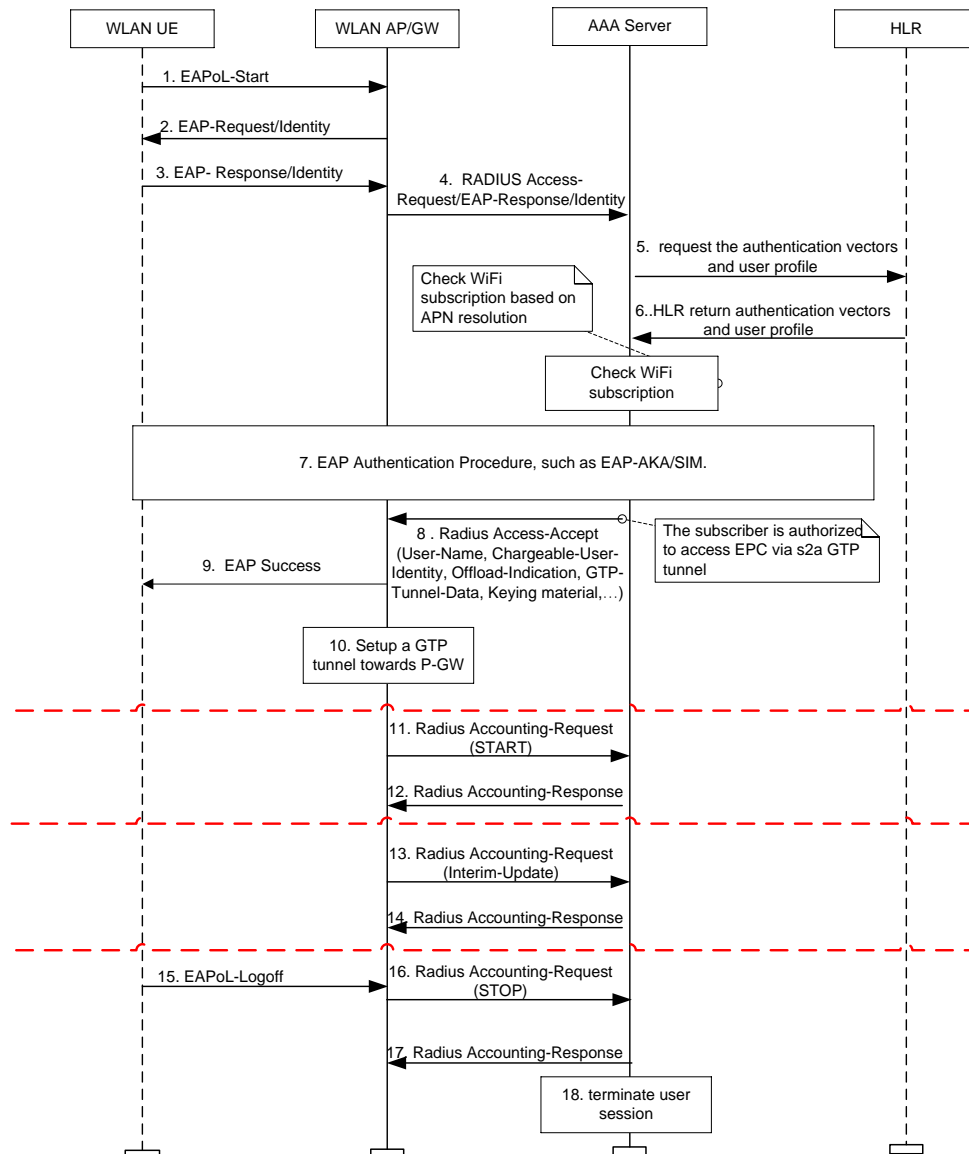 WLAN UE
WLAN AP/GW
AAA Server
HLR
1. EAPoL-Start
2. EAP-Request/Identity
3. EAP- Response/Identity
4. RADIUS Access-
Request/EAP-Response/Identity
5. request the authentication vectors
and user profile
Check WiFi
subscription based on
APN resolution
6..HLR return authentication vectors
and user profile
Check WiFi
subscription
7. EAP Authentication Procedure, such as EAP-AKA/SIM.
8 . Radius Access-Accept
(User-Name, Chargeable-User-
Identity, Offload-Indication, GTP-
Tunnel-Data, Keying material,…)
The subscriber is authorized
to access EPC via s2a GTP
tunnel
9. EAP Success
10. Setup a GTP
tunnel towards P-GW
11. Radius Accounting-Request
(START)
12. Radius Accounting-Response
13. Radius Accounting-Request
(Interim-Update)
14. Radius Accounting-Response
15. EAPoL-Logoff
16. Radius Accounting-Request
(STOP)
17. Radius Accounting-Response
18. terminate user
session